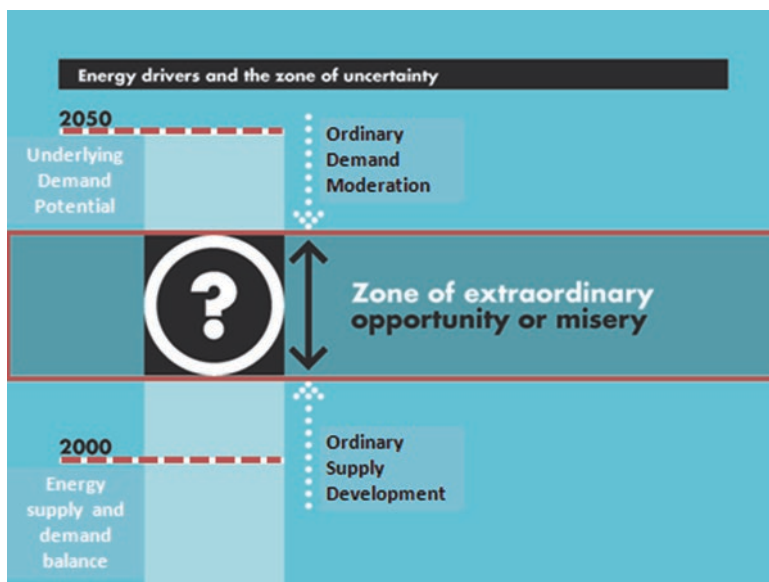 Energy drivers and the zone of uncertainty
2050
Underlying
Demand
Potential
Ordinary
Demand
Moderation
?
Zone of extraordinary
opportunity or misery
2000
Energy
supply and
demand
balance
Ordinary
Supply
Development